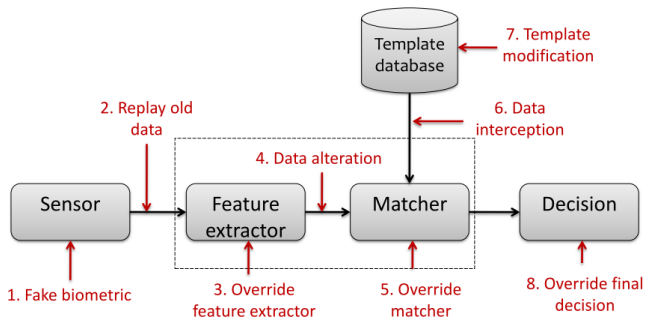 Template
database
7. Template
modification
2. Replay old
data
6. Data
interception
4. Data alteration
Sensor
Feature
extractor
Matcher
Decision
1. Fake biometric
3. Override
feature extractor
5. Override
matcher
8. Override final
decision